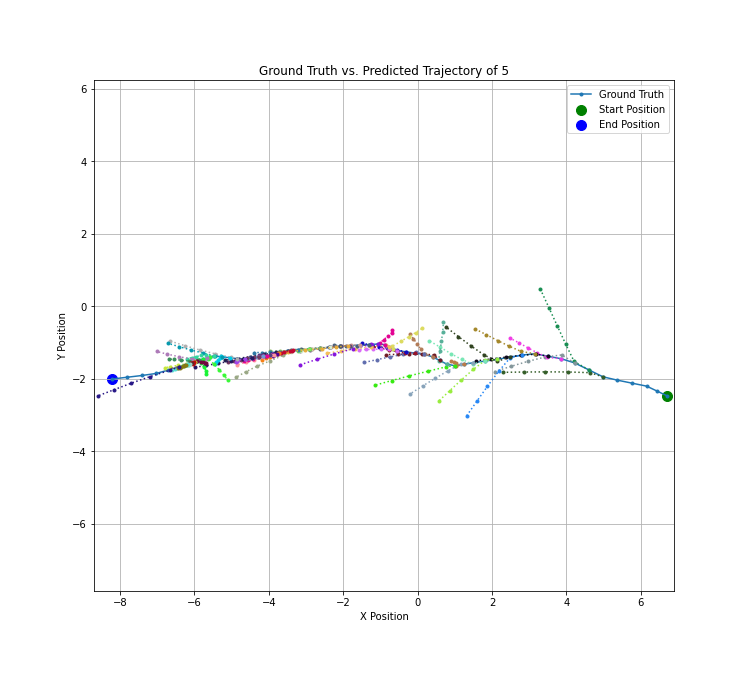 Ground Truth vs. Predicted Trajectory of 5
Ground Truth
Start Position
End Position
6
4
2
0
−2
−4
−6
Y Position
−8
−6
−4
−2
0
2
4
6
X Position